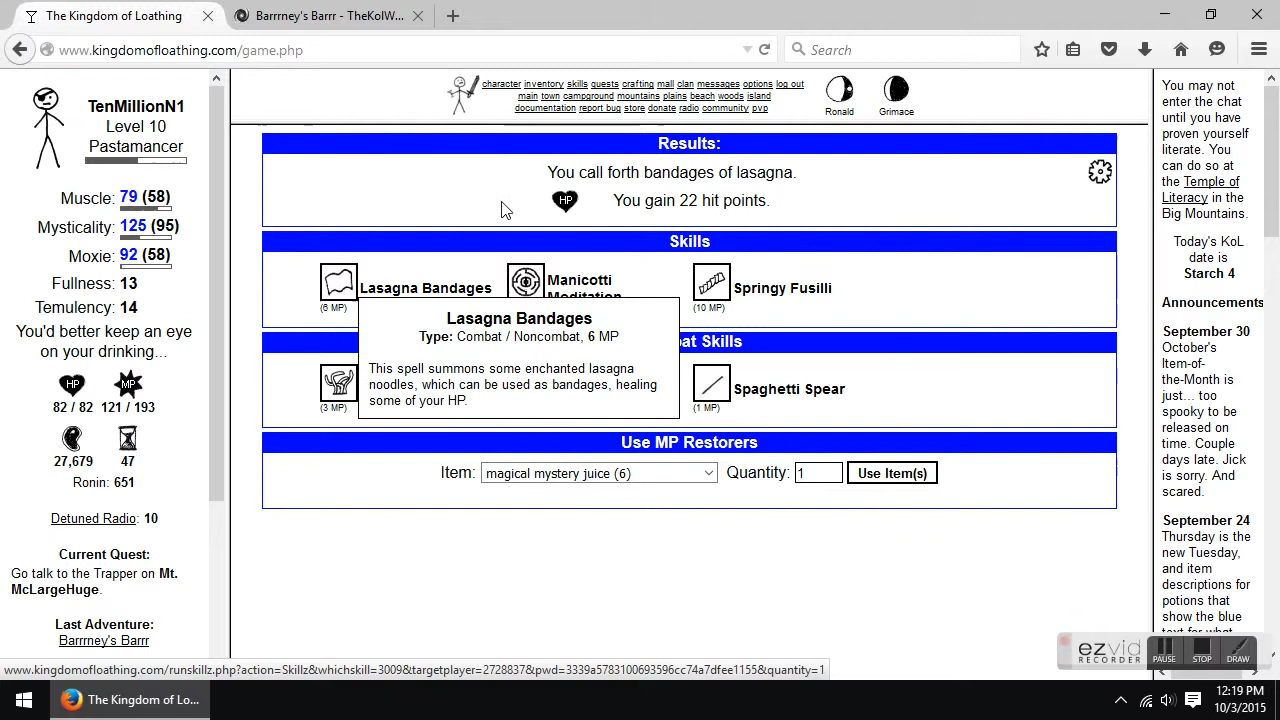 The Kingdom of Loathing
Barrrney's Barrr - TheKolW...
www.kingdomofloathing.com/game.php
Search
TenMillionN1
Level 10
Pastamancer
Muscle: 79 (58)
Mysticality: 125 (95)
Moxie: 92 (58)
Fullness: 13
Temulency: 14
You'd better keep an eye
on your drinking...
HP MP
82 / 82 121 / 193
27,679 47
Ronin: 651
Detuned Radio: 10
Current Quest:
Go talk to the Trapper on Mt.
McLargeHuge.
Last Adventure:
Barrrney's Barrr
character inventory skills quests crafting mall clan messages options log out
main town campground mountains plains beach woods island
documentation report bug store donate radio community pvp
Ronald Grimace
Results:
You call forth bandages of lasagna.
HP You gain 22 hit points.
Skills
Lasagna Bandages
(6 MP)
Manicotti
Meditation
Springy Fusilli
(10 MP)
Lasagna Bandages
Type: Combat / Noncombat, 6 MP
This spell summons some enchanted lasagna
noodles, which can be used as bandages, healing
some of your HP.
bat Skills
(3 MP)
Spaghetti Spear
(1 MP)
Use MP Restorers
Item: magical mystery juice (6) Quantity: 1 Use Item(s)
You may not
enter the chat
until you have
proven yourself
literate. You
can do so at
the Temple of
Literacy in the
Big Mountains.
Today's KoL
date is
Starch 4
Announcements
September 30
October's
Item-of-
the-Month is
just... too
spooky to be
released on
time. Couple
days late. Jick
is sorry. And
scared.
September 24
Thursday is the
new Tuesday,
and item
descriptions for
potions that
show the blue
text for what
ezvid
RECORDER
PAUSE STOP DRAW
www.kingdomofloathing.com/runskillz.php?action=Skillz&whichskill=3009&targetplayer=2728837&pwd=3339a5783100693596cc74a7dfee1155&quantity=1
The Kingdom of Lo...
12:19 PM
10/3/2015